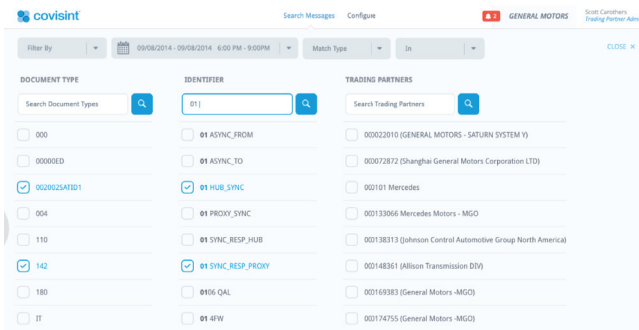 covisint
Search Messages Configure
2 GENERAL MOTORS
Scott Carothers
Trading Partner Admi
Filter By
09/08/2014 - 09/08/2014 6:00 PM - 9:00PM
Match Type
In
CLOSE ×
DOCUMENT TYPE IDENTIFIER TRADING PARTNERS
Search Document Types 01 Search Trading Partners
000 01 ASYNC_FROM 000022010 (GENERAL MOTORS - SATURN SYSTEM Y)
00000ED 01 ASYNC_TO 000072872 (Shanghai General Motors Corporation LTD)
002002SATID1 01 HUB_SYNC 000101 Mercedes
004 01 PROXY_SYNC 000133066 Mercedes Motors - MGO
110 01 SYNC_RESP_HUB 000138313 (Johnson Control Automotive Group North America)
142 01 SYNC_RESP_PROXY 000148361 (Allison Transmission DIV)
180 0106 QAL 000169383 (General Motors -MGO)
IT 01 4FW 000174755 (General Motors -MGO)